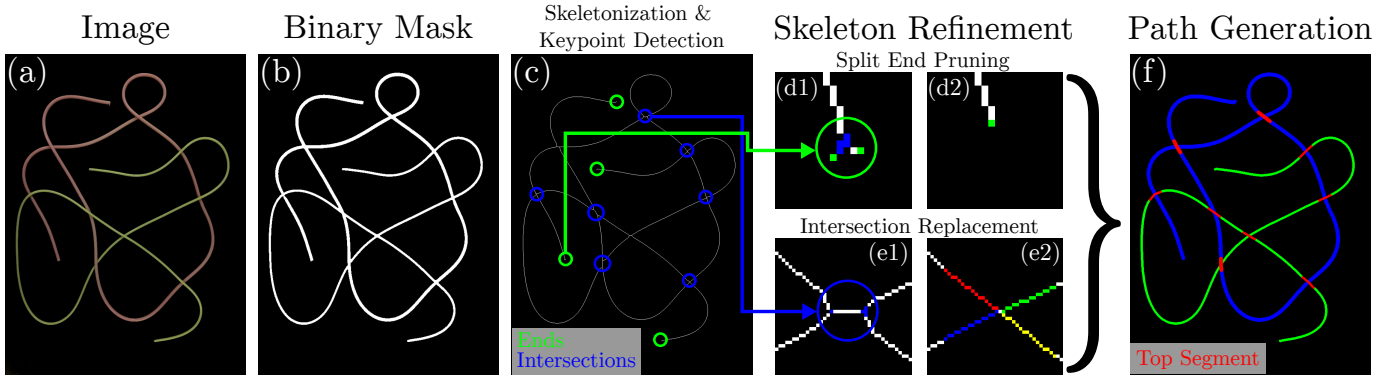 Image
Binary Mask
Skeletonization &
Keypoint Detection
Skeleton Refinement
Path Generation
Split End Pruning
(a)
(b)
(c)
(d1)
(d2)
(f)
Intersection Replacement
(e1)
(e2)
Ends
Intersections
Top Segment